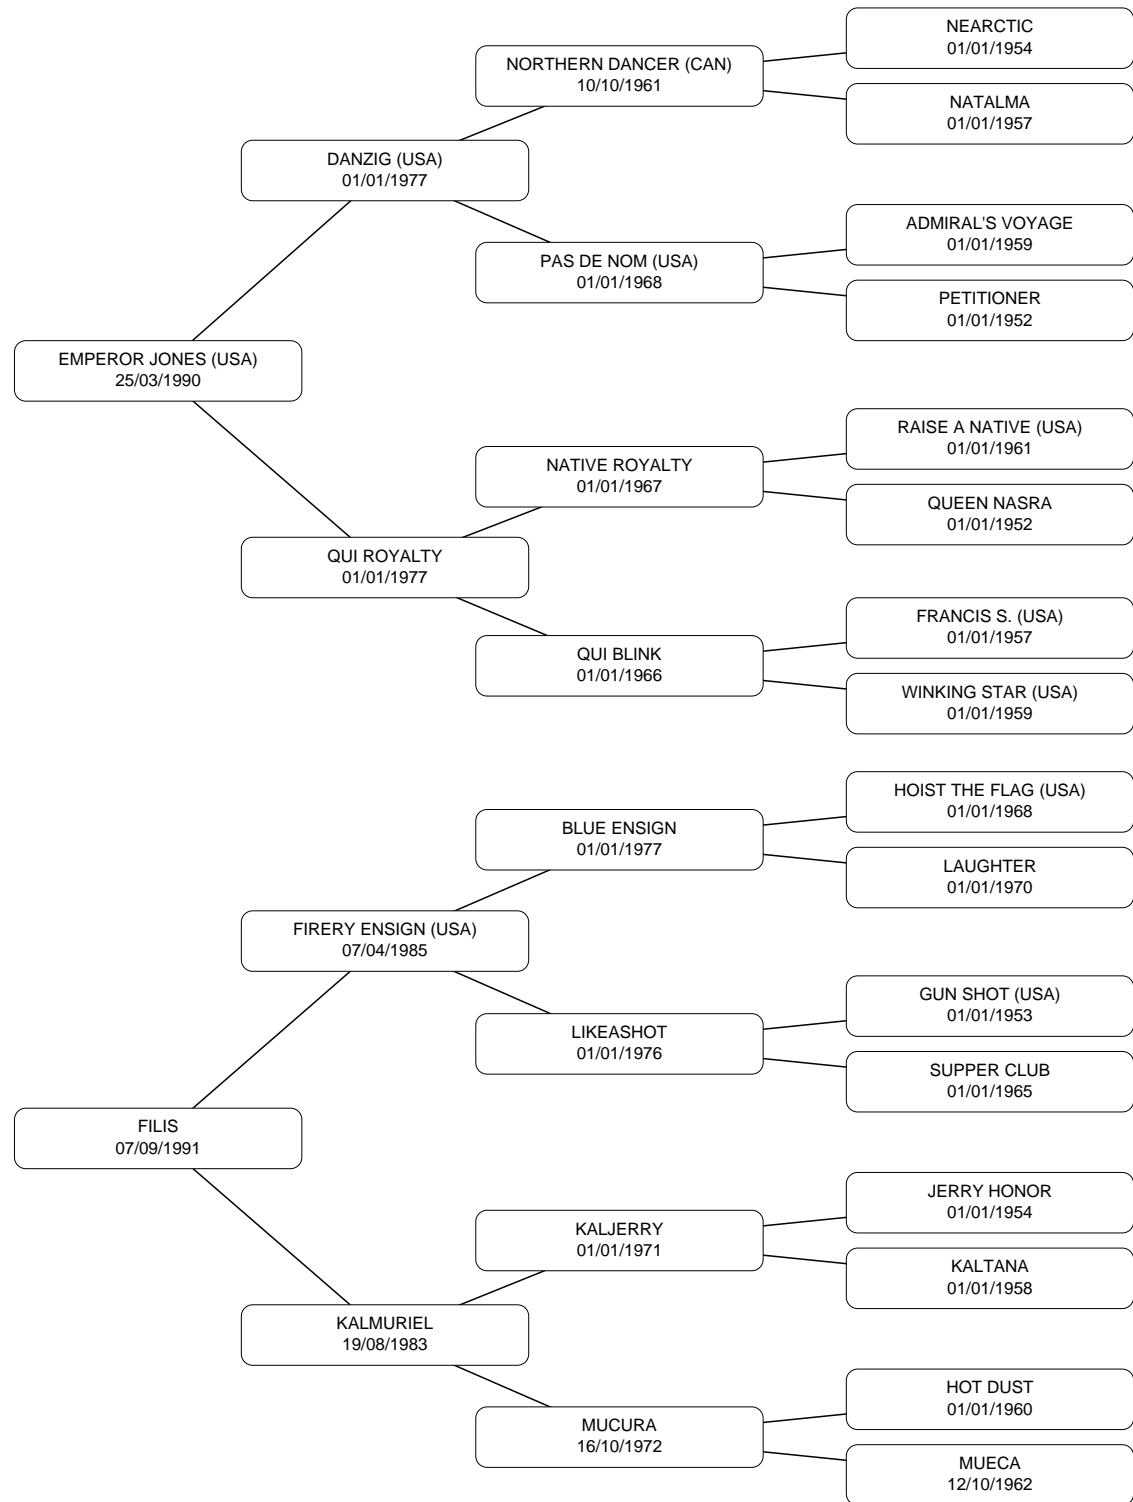 NEARCTIC
01/01/1954
NORTHERN DANCER (CAN)
10/10/1961
NATALMA
01/01/1957
DANZIG (USA)
01/01/1977
ADMIRAL'S VOYAGE
01/01/1959
PAS DE NOM (USA)
01/01/1968
PETITIONER
01/01/1952
EMPEROR JONES (USA)
25/03/1990
RAISE A NATIVE (USA)
01/01/1961
NATIVE ROYALTY
01/01/1967
QUEEN NASRA
01/01/1952
QUI ROYALTY
01/01/1977
FRANCIS S. (USA)
01/01/1957
QUI BLINK
01/01/1966
WINKING STAR (USA)
01/01/1959
HOIST THE FLAG (USA)
01/01/1968
BLUE ENSIGN
01/01/1977
LAUGHTER
01/01/1970
FIRERY ENSIGN (USA)
07/04/1985
GUN SHOT (USA)
01/01/1953
LIKEASHOT
01/01/1976
SUPPER CLUB
01/01/1965
FILIS
07/09/1991
JERRY HONOR
01/01/1954
KALJERRY
01/01/1971
KALTANA
01/01/1958
KALMURIEL
19/08/1983
HOT DUST
01/01/1960
MUCURA
16/10/1972
MUECA
12/10/1962